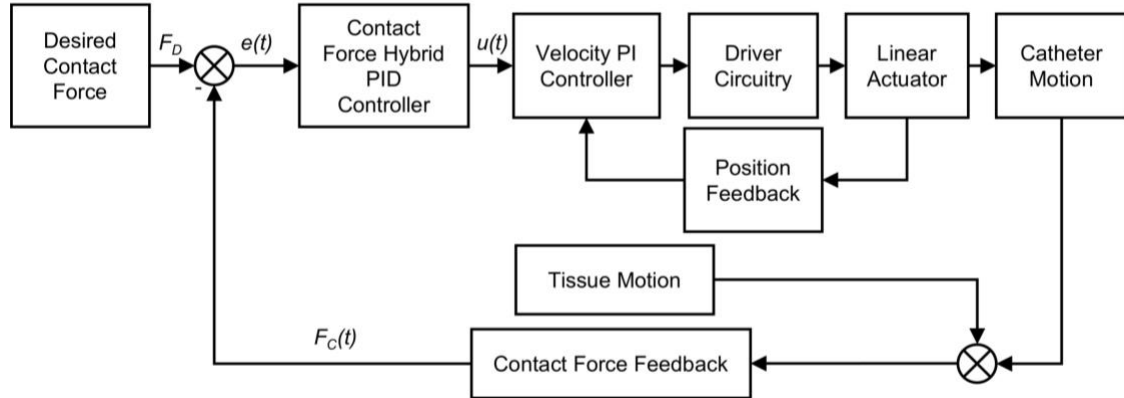 Desired
Contact
Force
F_D
-
e(t)
Contact
Force Hybrid
PID
Controller
u(t)
Velocity PI
Controller
Driver
Circuitry
Linear
Actuator
Catheter
Motion
Position
Feedback
Tissue Motion
F_C(t)
Contact Force Feedback